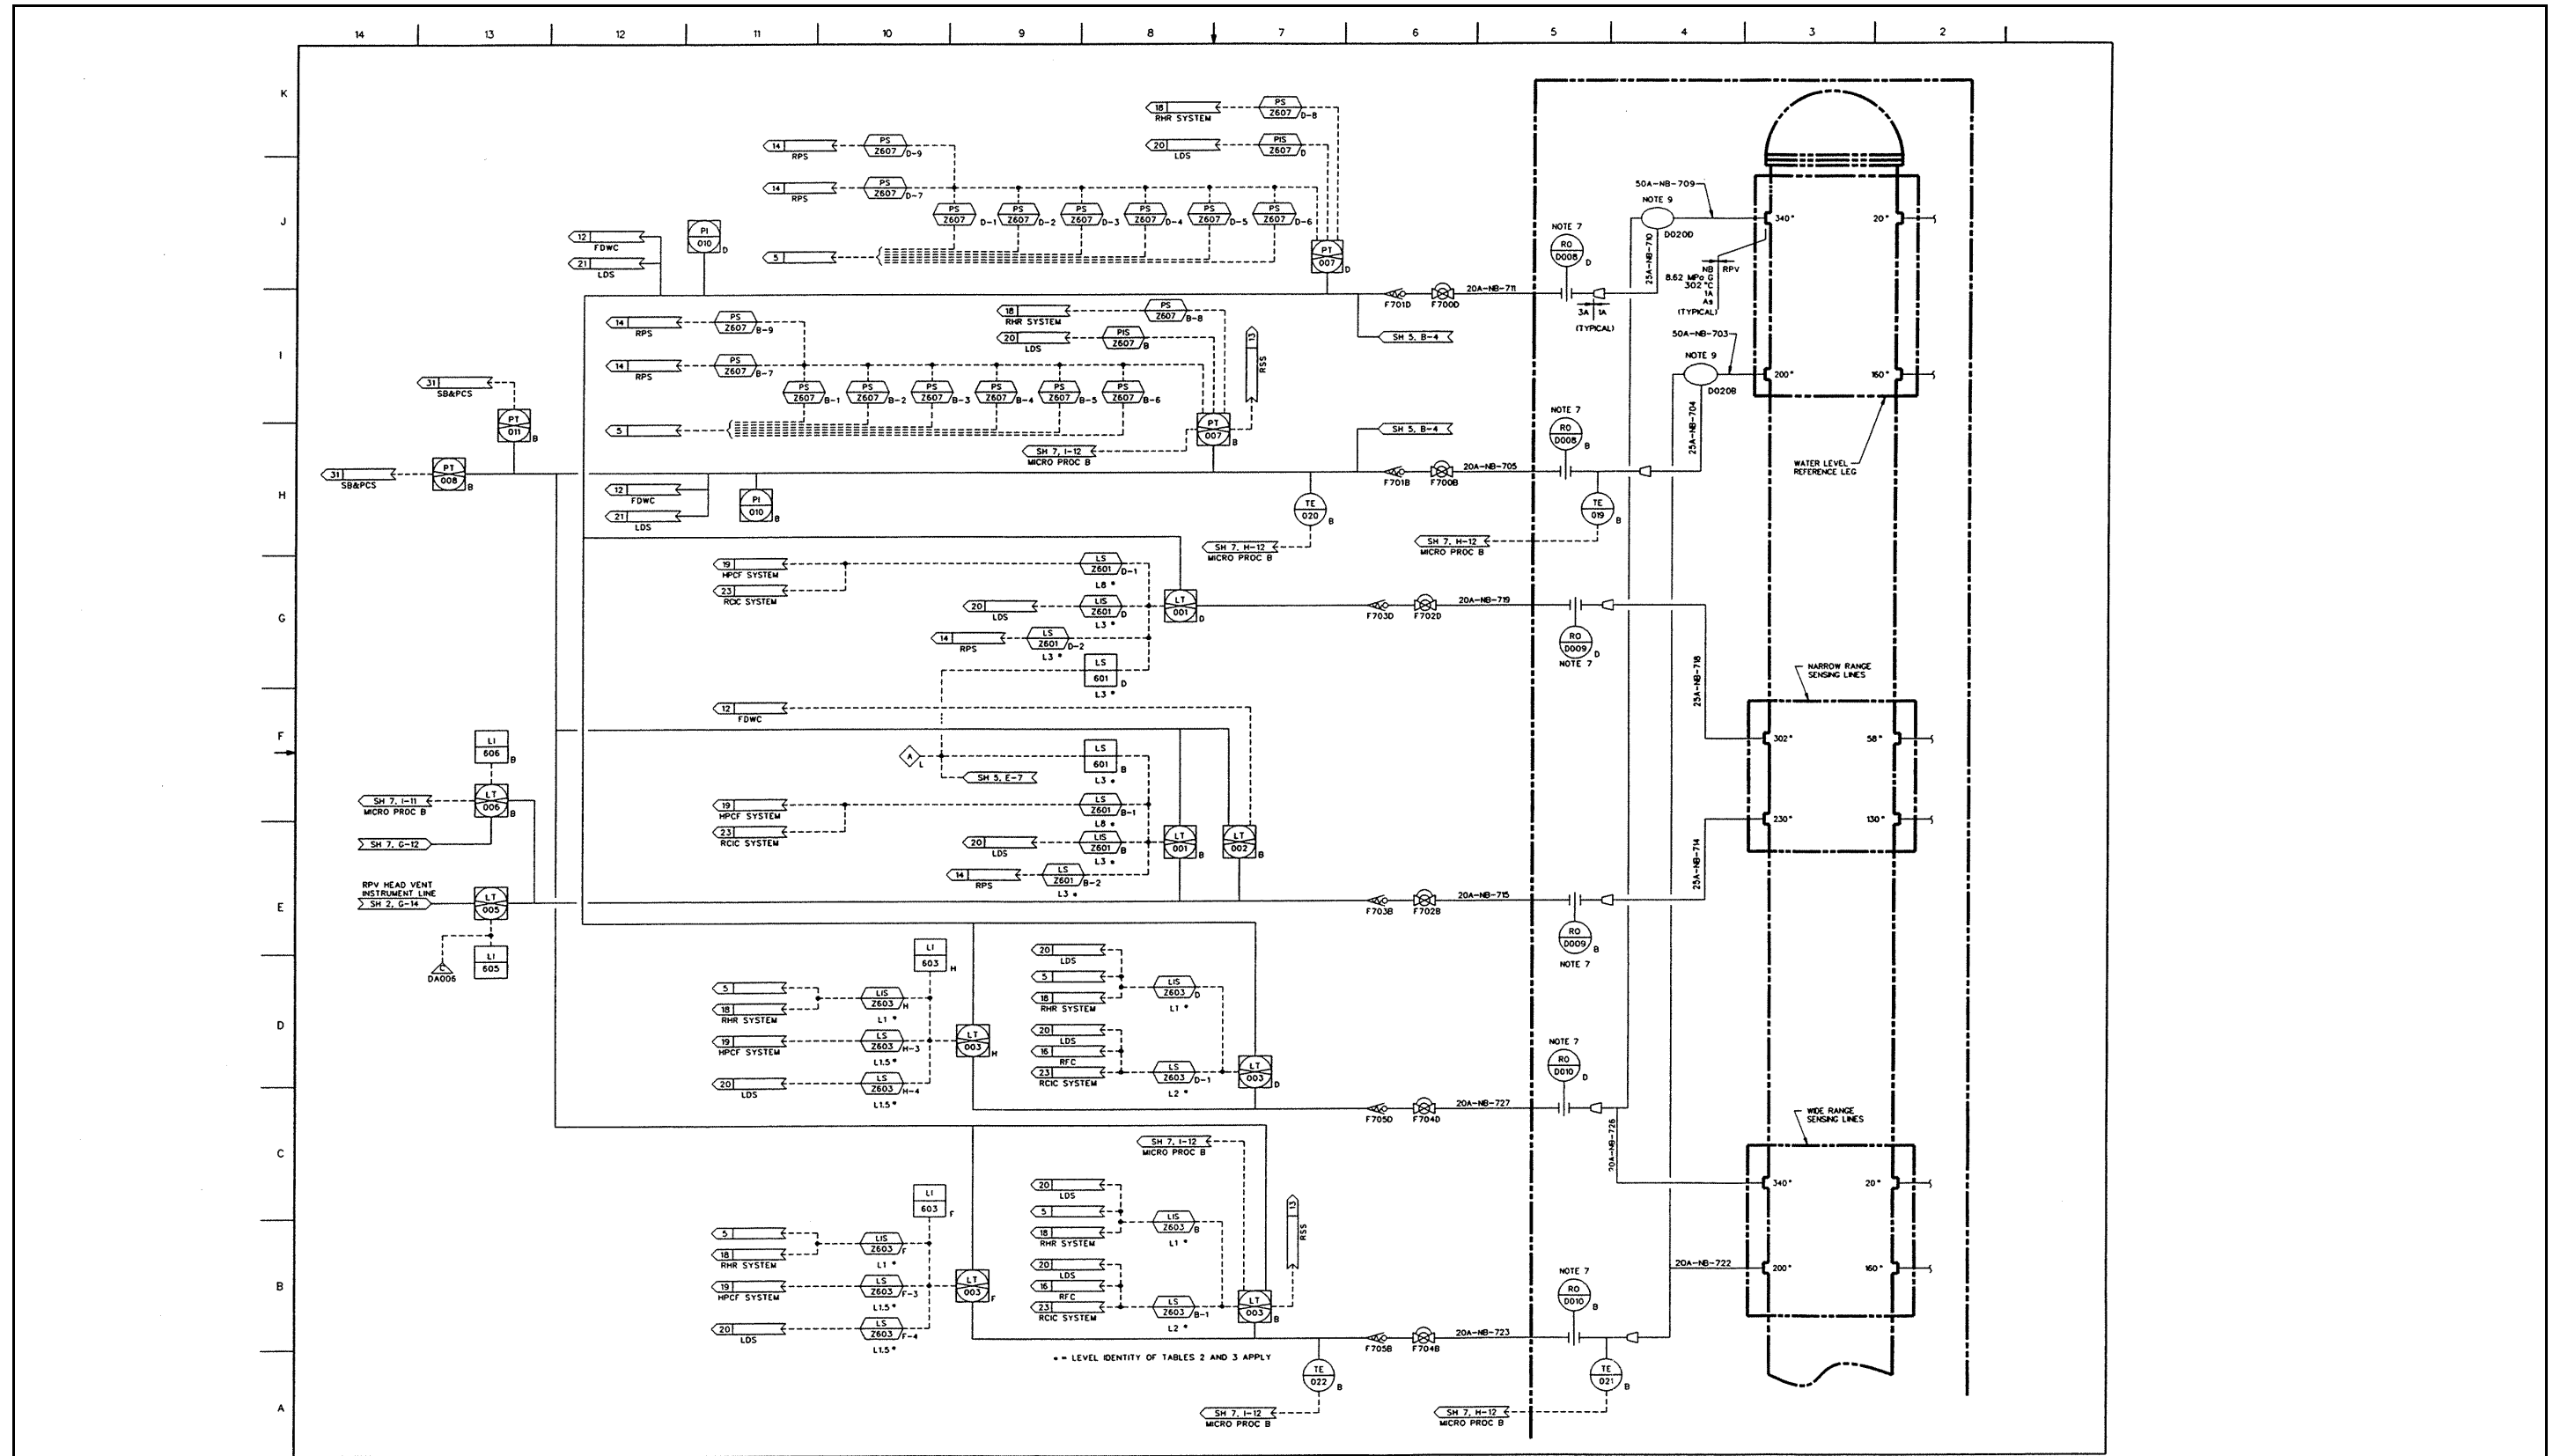 14 13 12 11 10 9 8 7 6 5 4 3 2
K
18
RHR SYSTEM
PS
Z607
D-8
14
RPS
PS
Z607
D-9
20
LDS
PIS
Z607
D
14
RPS
PS
Z607
D-7
J
PS
Z607
D-1
PS
Z607
D-2
PS
Z607
D-3
PS
Z607
D-4
PS
Z607
D-5
PS
Z607
D-6
12
FDWC
21
LDS
PI
010
D
5
PT
007
D
NOTE 7
RO
D008
D
50A-NB-709
NOTE 9
D020D
25A-NB-710
340°
20°
NB RPV
8.62 MPa G
302 °C
1A
As
(TYPICAL)
F701D
F700D
20A-NB-711
3A 1A
(TYPICAL)
SH 5, B-4
I
14
RPS
PS
Z607
B-9
18
RHR SYSTEM
PS
Z607
B-8
20
LDS
PIS
Z607
B
13
RSS
14
RPS
PS
Z607
B-7
PS
Z607
B-1
PS
Z607
B-2
PS
Z607
B-3
PS
Z607
B-4
PS
Z607
B-5
PS
Z607
B-6
50A-NB-703
NOTE 9
D020B
25A-NB-704
200°
160°
31
SB&PCS
PT
011
B
5
PT
007
B
SH 7, I-12
MICRO PROC B
SH 5, B-4
NOTE 7
RO
D008
B
WATER LEVEL
REFERENCE LEG
H
31
SB&PCS
PT
008
B
12
FDWC
21
LDS
PI
010
B
F701B
F700B
20A-NB-705
TE
020
B
SH 7, H-12
MICRO PROC B
TE
019
B
SH 7, H-12
MICRO PROC B
G
19
HPCF SYSTEM
23
RCIC SYSTEM
LS
Z601
D-1
L8 *
20
LDS
LIS
Z601
D
L3 *
14
RPS
LS
Z601
D-2
L3 *
LS
601
D
L3 *
LT
001
D
F703D
F702D
20A-NB-719
RO
D009
D
NOTE 7
25A-NB-718
NARROW RANGE
SENSING LINES
F
12
FDWC
A
L
LS
601
B
L3 *
SH 5, E-7
302°
58°
LI
606
B
SH 7, I-11
MICRO PROC B
LT
006
B
SH 7, G-12
19
HPCF SYSTEM
23
RCIC SYSTEM
LS
Z601
B-1
L8 *
20
LDS
LIS
Z601
B
L3 *
14
RPS
LS
Z601
B-2
L3 *
LT
001
B
LT
002
B
230°
130°
25A-NB-714
E
RPV HEAD VENT
INSTRUMENT LINE
SH 2, G-14
LT
005
B
C
DA006
LI
605
F703B
F702B
20A-NB-715
RO
D009
B
NOTE 7
D
LI
603
H
5
18
RHR SYSTEM
LIS
Z603
H
L1 *
19
HPCF SYSTEM
LS
Z603
H-3
L1.5 *
20
LDS
LS
Z603
H-4
L1.5 *
LT
003
H
20
LDS
5
18
RHR SYSTEM
LIS
Z603
D
L1 *
20
LDS
16
RFC
23
RCIC SYSTEM
LS
Z603
D-1
L2 *
LT
003
D
NOTE 7
RO
D010
D
F705D
F704D
20A-NB-727
20A-NB-726
WIDE RANGE
SENSING LINES
C
SH 7, I-12
MICRO PROC B
340°
20°
LI
603
F
20
LDS
5
18
RHR SYSTEM
LIS
Z603
B
L1 *
13
RSS
B
5
18
RHR SYSTEM
LIS
Z603
F
L1 *
19
HPCF SYSTEM
LS
Z603
F-3
L1.5 *
20
LDS
LS
Z603
F-4
L1.5 *
LT
003
F
20
LDS
16
RFC
23
RCIC SYSTEM
LS
Z603
B-1
L2 *
LT
003
B
NOTE 7
RO
D010
B
20A-NB-722
200°
160°
F705B
F704B
20A-NB-723
* = LEVEL IDENTITY OF TABLES 2 AND 3 APPLY
A
TE
022
B
SH 7, I-12
MICRO PROC B
TE
021
B
SH 7, H-12
MICRO PROC B